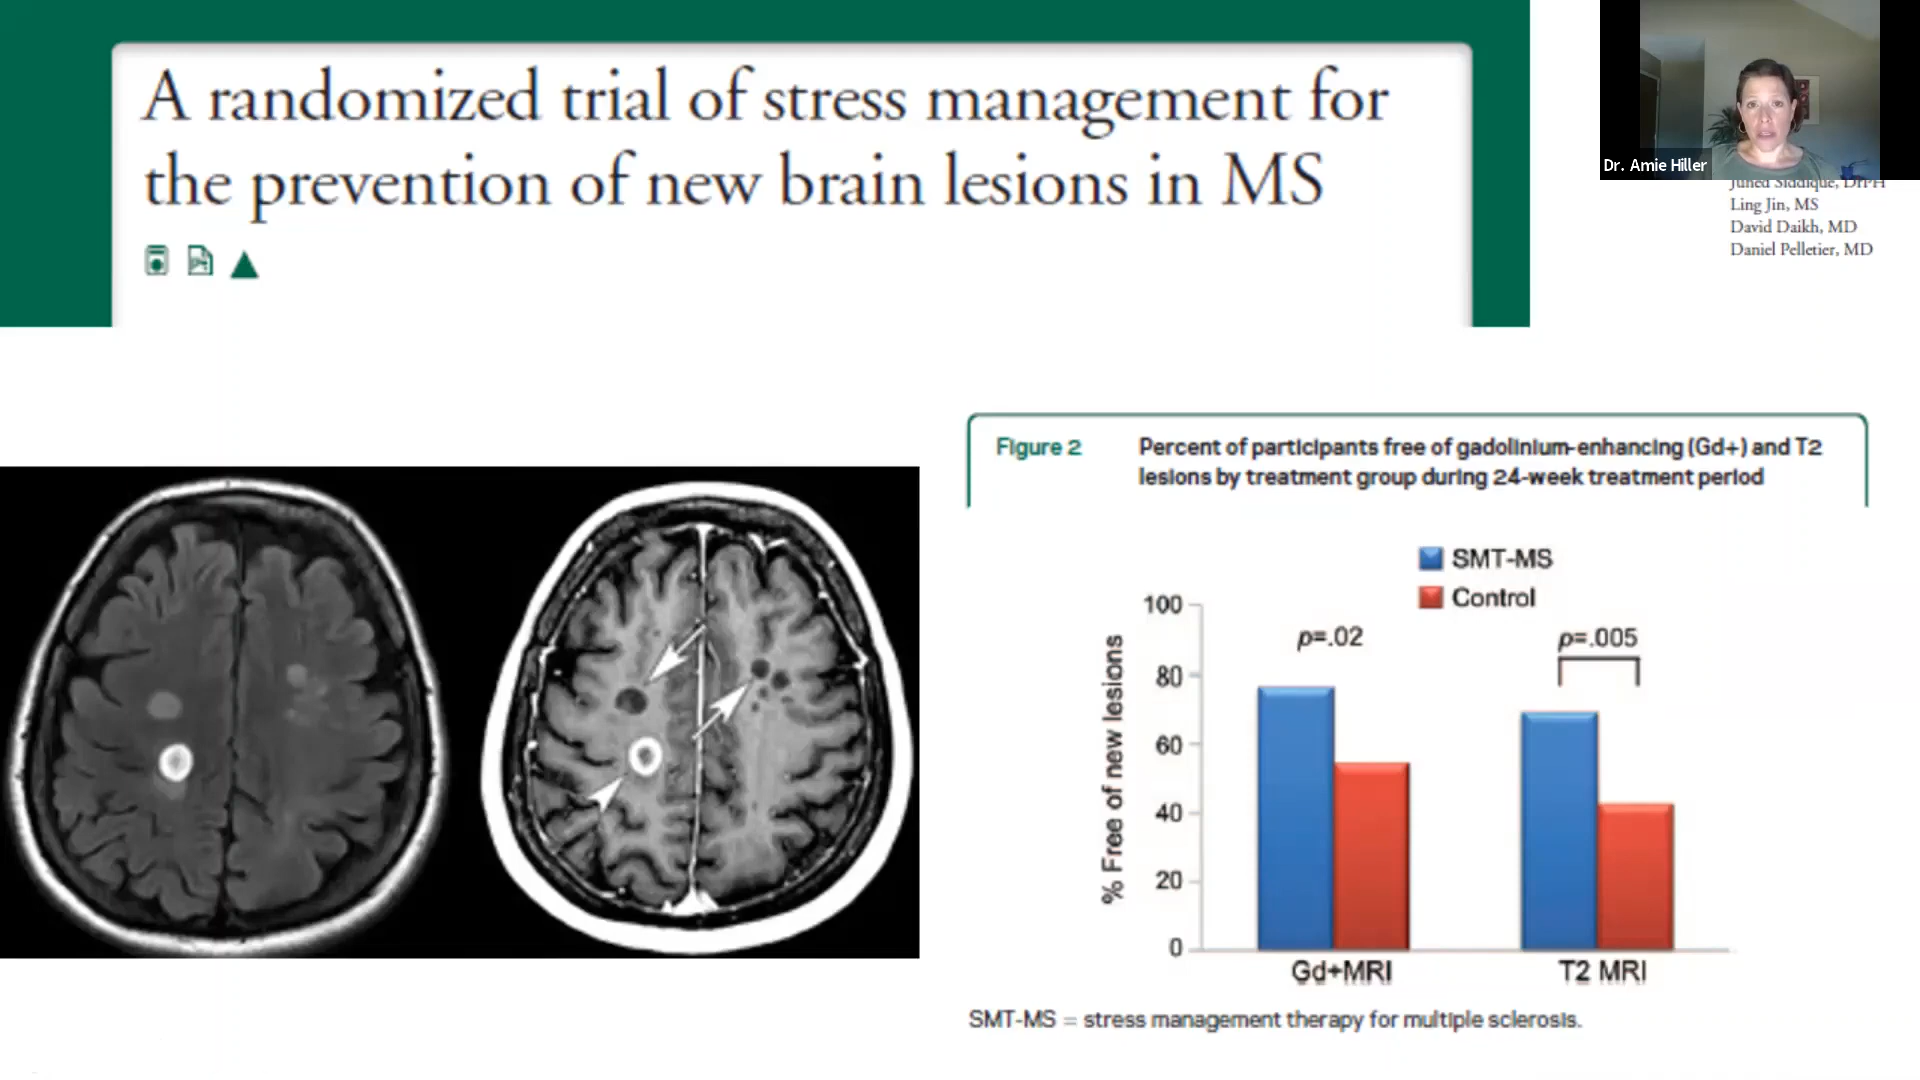 A randomized trial of stress management for
the prevention of new brain lesions in MS
Dr. Amie Hiller
Juned Siddique, DrPH
Ling Jin, MS
David Daikh, MD
Daniel Pelletier, MD
Figure 2
Percent of participants free of gadolinium-enhancing (Gd+) and T2
lesions by treatment group during 24-week treatment period
SMT-MS
Control
% Free of new lesions
100
80
60
40
20
0
p=.02
p=.005
Gd+MRI
T2 MRI
SMT-MS = stress management therapy for multiple sclerosis.